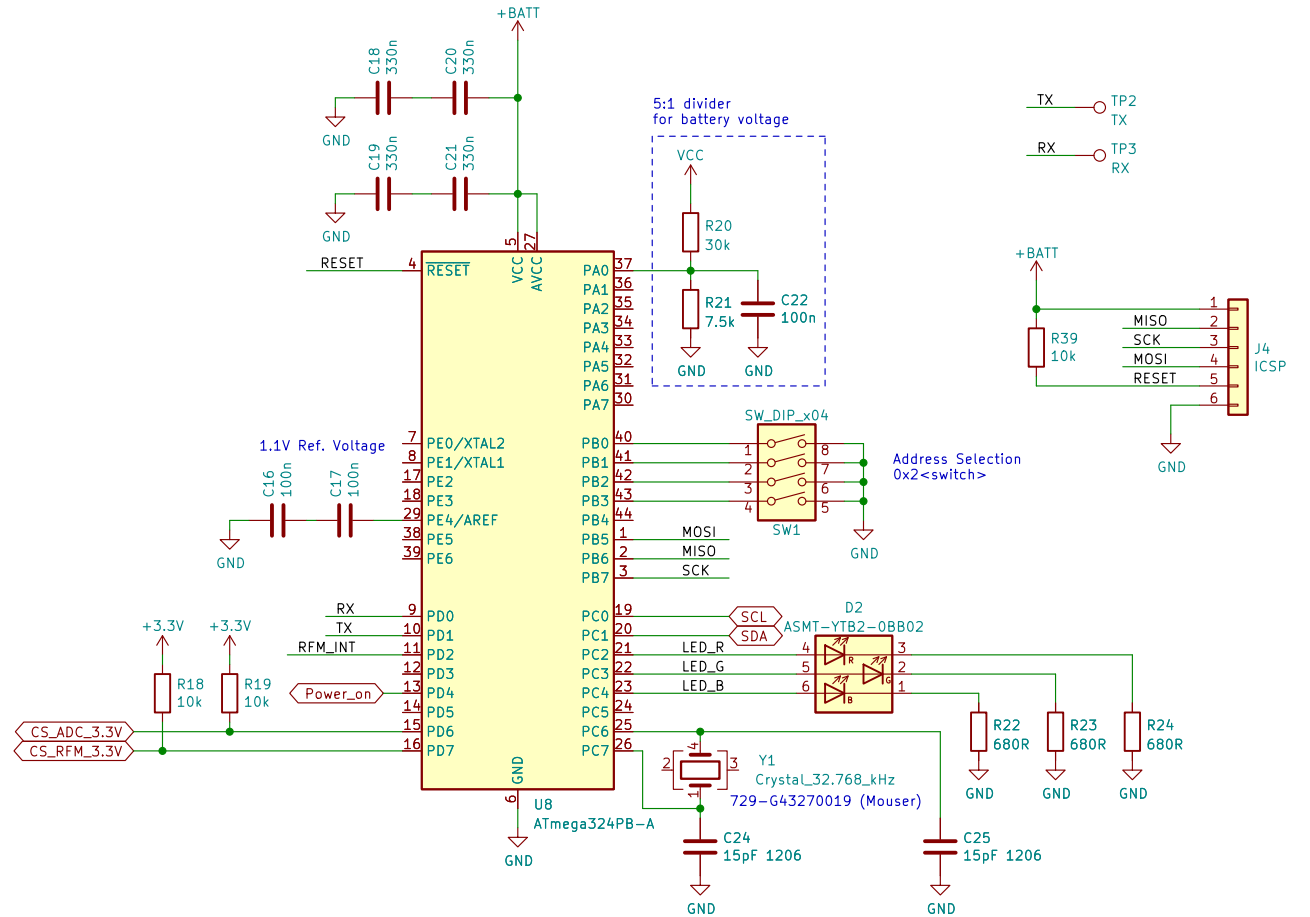 +BATT
C18
330n
C20
330n
GND
C19
330n
C21
330n
GND
5:1 divider
for battery voltage
VCC
R20
30k
R21
7.5k
C22
100n
GND
GND
TX
TP2
TX
RX
TP3
RX
+BATT
R39
10k
MISO
SCK
MOSI
RESET
1
2
3
4
5
6
J4
ICSP
GND
RESET
4
RESET
5
VCC
27
AVCC
PA0
37
PA1
36
PA2
35
PA3
34
PA4
33
PA5
32
PA6
31
PA7
30
7
PE0/XTAL2
8
PE1/XTAL1
17
PE2
18
PE3
29
PE4/AREF
38
PE5
39
PE6
1.1V Ref. Voltage
C16
100n
C17
100n
GND
PB0
40
PB1
41
PB2
42
PB3
43
PB4
44
PB5
1
MOSI
PB6
2
MISO
PB7
3
SCK
SW_DIP_x04
1
2
3
4
8
7
6
5
SW1
Address Selection
0x2<switch>
GND
RX
9
PD0
TX
10
PD1
RFM_INT
11
PD2
12
PD3
Power_on
13
PD4
14
PD5
15
PD6
16
PD7
+3.3V
+3.3V
R18
10k
R19
10k
CS_ADC_3.3V
CS_RFM_3.3V
PC0
19
SCL
PC1
20
SDA
PC2
21
LED_R
PC3
22
LED_G
PC4
23
LED_B
PC5
24
PC6
25
PC7
26
D2
ASMT-YTB2-0BB02
4
5
6
R
G
B
3
2
1
R22
680R
R23
680R
R24
680R
GND
GND
GND
4
2
3
1
Y1
Crystal_32.768_kHz
729-G43270019 (Mouser)
GND
6
U8
ATmega324PB-A
GND
C24
15pF 1206
C25
15pF 1206
GND
GND